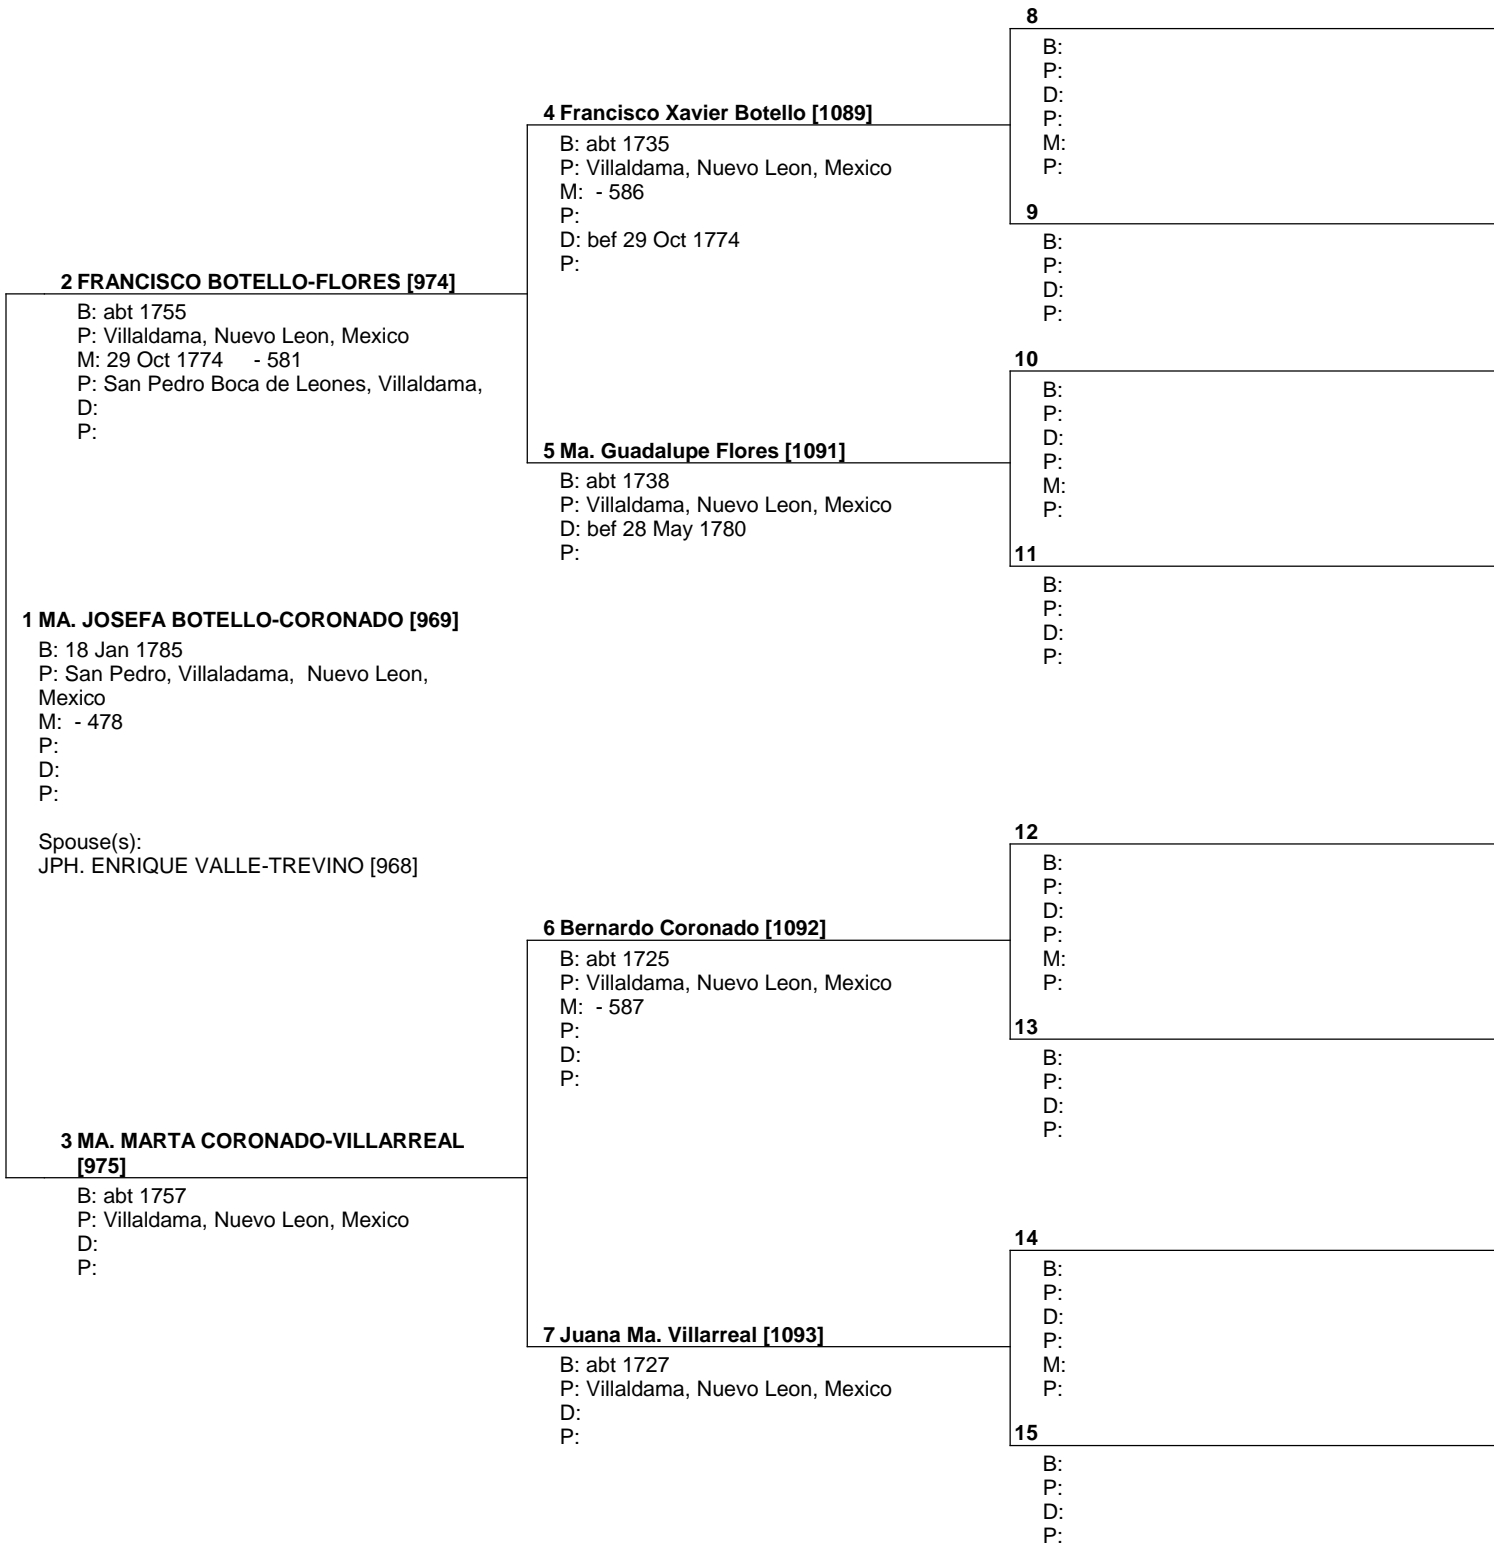 8
B:
P:
D:
P:
M:
P:
4 Francisco Xavier Botello [1089]
B: abt 1735
P: Villaldama, Nuevo Leon, Mexico
M: - 586
P:
D: bef 29 Oct 1774
P:
9
B:
P:
D:
P:
2 FRANCISCO BOTELLO-FLORES [974]
B: abt 1755
P: Villaldama, Nuevo Leon, Mexico
M: 29 Oct 1774 - 581
P: San Pedro Boca de Leones, Villaldama,
D:
P:
10
B:
P:
D:
P:
M:
P:
5 Ma. Guadalupe Flores [1091]
B: abt 1738
P: Villaldama, Nuevo Leon, Mexico
D: bef 28 May 1780
P:
11
B:
P:
D:
P:
1 MA. JOSEFA BOTELLO-CORONADO [969]
B: 18 Jan 1785
P: San Pedro, Villaladama, Nuevo Leon,
Mexico
M: - 478
P:
D:
P:
Spouse(s):
JPH. ENRIQUE VALLE-TREVINO [968]
12
B:
P:
D:
P:
M:
P:
6 Bernardo Coronado [1092]
B: abt 1725
P: Villaldama, Nuevo Leon, Mexico
M: - 587
P:
D:
P:
13
B:
P:
D:
P:
3 MA. MARTA CORONADO-VILLARREAL
[975]
B: abt 1757
P: Villaldama, Nuevo Leon, Mexico
D:
P:
14
B:
P:
D:
P:
M:
P:
7 Juana Ma. Villarreal [1093]
B: abt 1727
P: Villaldama, Nuevo Leon, Mexico
D:
P:
15
B:
P:
D:
P: